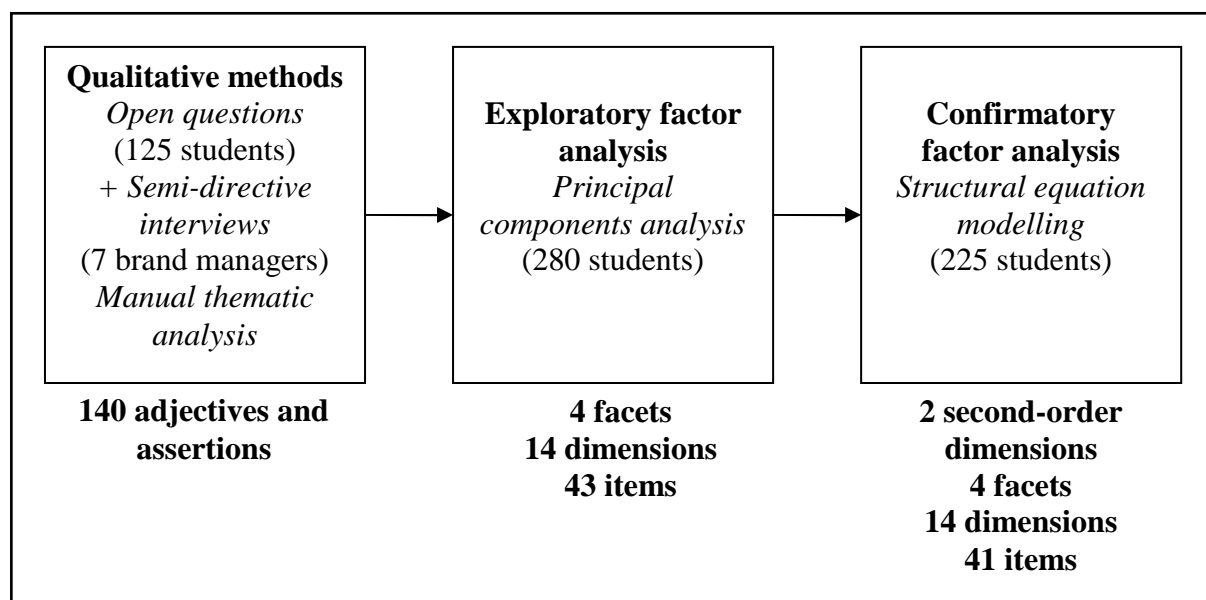 Qualitative methods
Open questions
(125 students)
+ Semi-directive
interviews
(7 brand managers)
Manual thematic
analysis
140 adjectives and
assertions
Exploratory factor
analysis
Principal
components analysis
(280 students)
4 facets
14 dimensions
43 items
Confirmatory
factor analysis
Structural equation
modelling
(225 students)
2 second-order
dimensions
4 facets
14 dimensions
41 items